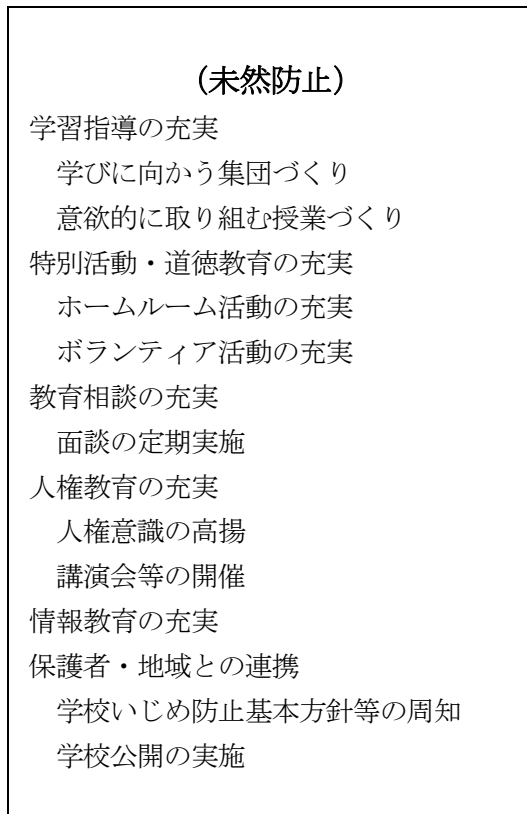 （未然防止）
学習指導の充実
学びに向かう集団づくり
意欲的に取り組む授業づくり
特別活動・道徳教育の充実
ホームルーム活動の充実
ボランティア活動の充実
教育相談の充実
面談の定期実施
人権教育の充実
人権意識の高揚
講演会等の開催
情報教育の充実
保護者・地域との連携
学校いじめ防止基本方針等の周知
学校公開の実施